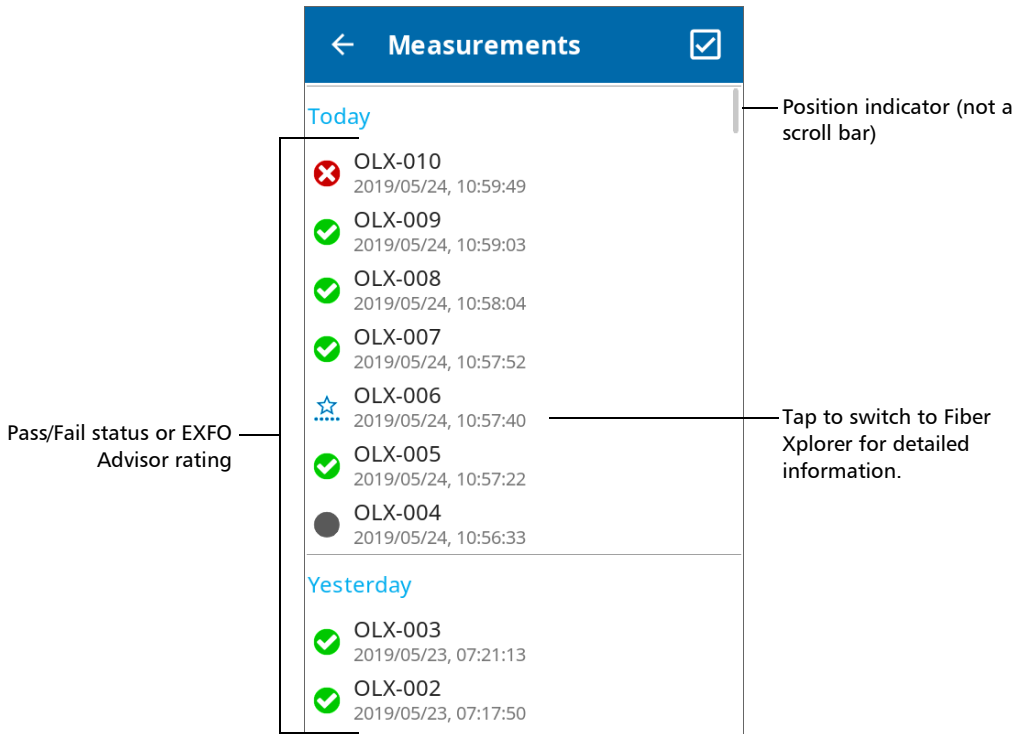 Measurements
Today
OLX-010
2019/05/24, 10:59:49
OLX-009
2019/05/24, 10:59:03
OLX-008
2019/05/24, 10:58:04
OLX-007
2019/05/24, 10:57:52
OLX-006
2019/05/24, 10:57:40
OLX-005
2019/05/24, 10:57:22
OLX-004
2019/05/24, 10:56:33
Yesterday
OLX-003
2019/05/23, 07:21:13
OLX-002
2019/05/23, 07:17:50
Pass/Fail status or EXFO
Advisor rating
Position indicator (not a
scroll bar)
Tap to switch to Fiber
Xplorer for detailed
information.